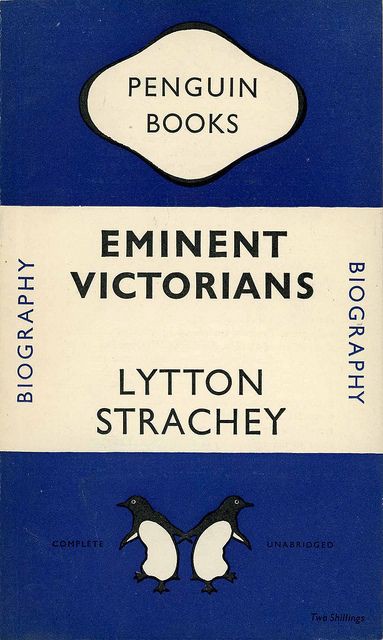 PENGUIN
BOOKS
EMINENT
VICTORIANS
BIOGRAPHY
BIOGRAPHY
LYTTON
STRACHEY
COMPLETE
UNABRIDGED
Two Shillings